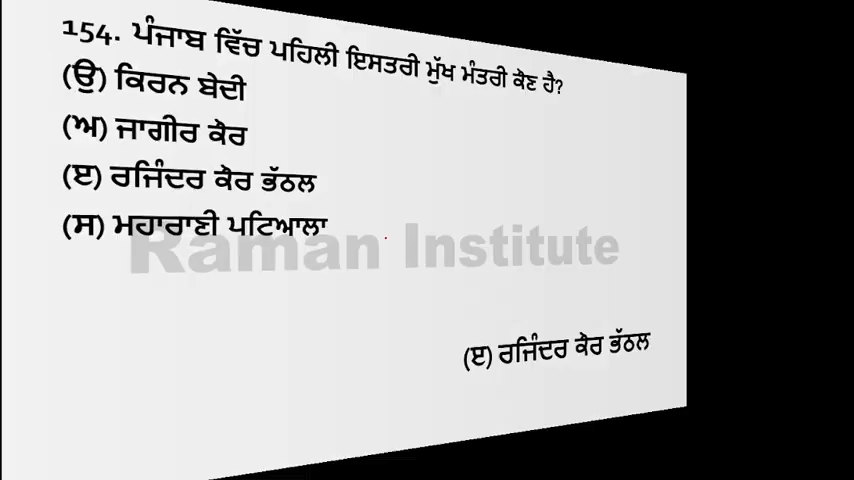 154. ਪੰਜਾਬ ਵਿੱਚ ਪਹਿਲੀ ਇਸਤਰੀ ਮੁੱਖ ਮੰਤਰੀ ਕੋਣ ਹੈ?
(ਉ) ਕਿਰਨ ਬੇਦੀ
(ਅ) ਜਾਗੀਰ ਕੋਰ
(ੲ) ਰਜਿੰਦਰ ਕੋਰ ਭੱਠਲ
(ਸ) ਮਹਾਰਾਣੀ ਪਟਿਆਲਾ
Raman Institute
(ੲ) ਰਜਿੰਦਰ ਕੋਰ ਭੱਠਲ